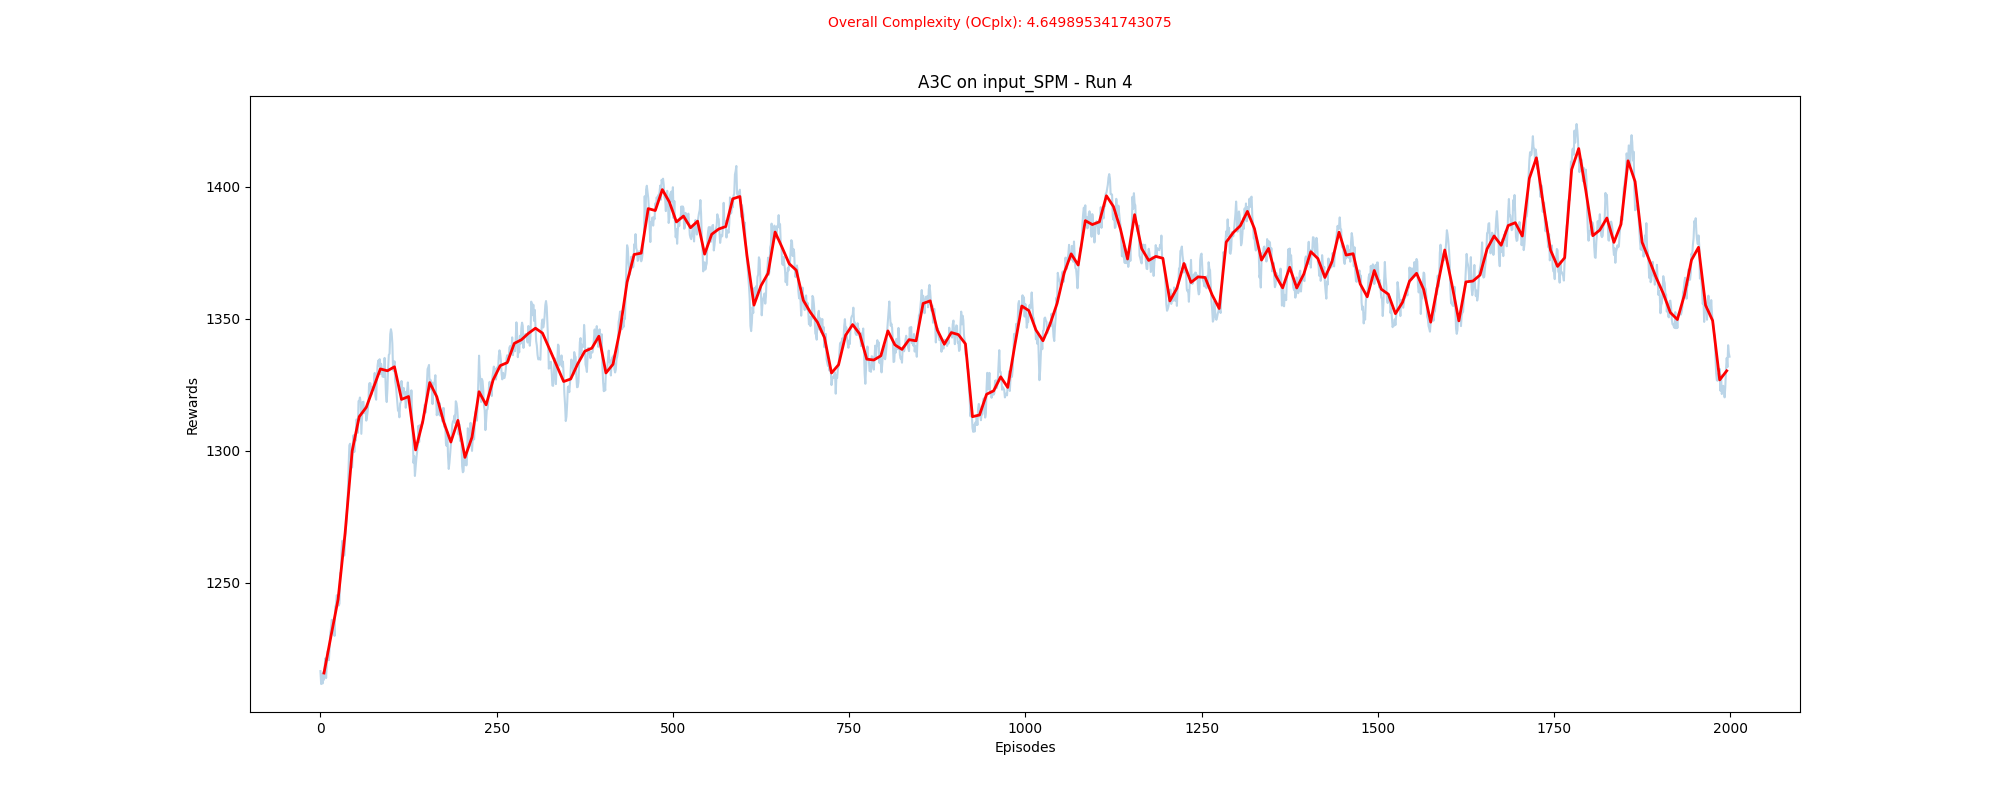 Overall Complexity (OCplx): 4.649895341743075
A3C on input_SPM - Run 4
Rewards
1400
1350
1300
1250
0 250 500 750 1000 1250 1500 1750 2000
Episodes